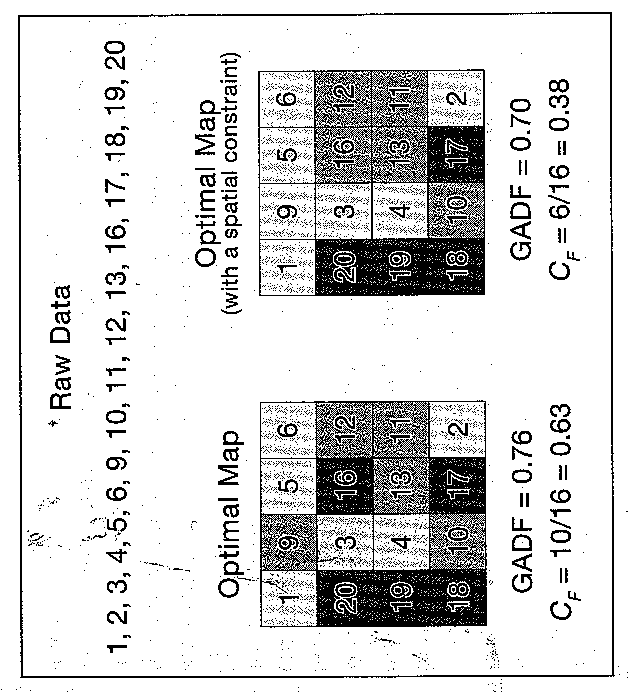 * Raw Data
1, 2, 3, 4, 5, 6, 9, 10, 11, 12, 13, 16, 17, 18, 19, 20
Optimal Map
1 9 5 6
20 3 16 12
19 4 13 11
18 10 17 2
GADF = 0.76
C_F = 10/16 = 0.63
Optimal Map
(with a spatial constraint)
1 9 5 6
20 3 16 12
19 4 13 11
18 10 17 2
GADF = 0.70
C_F = 6/16 = 0.38